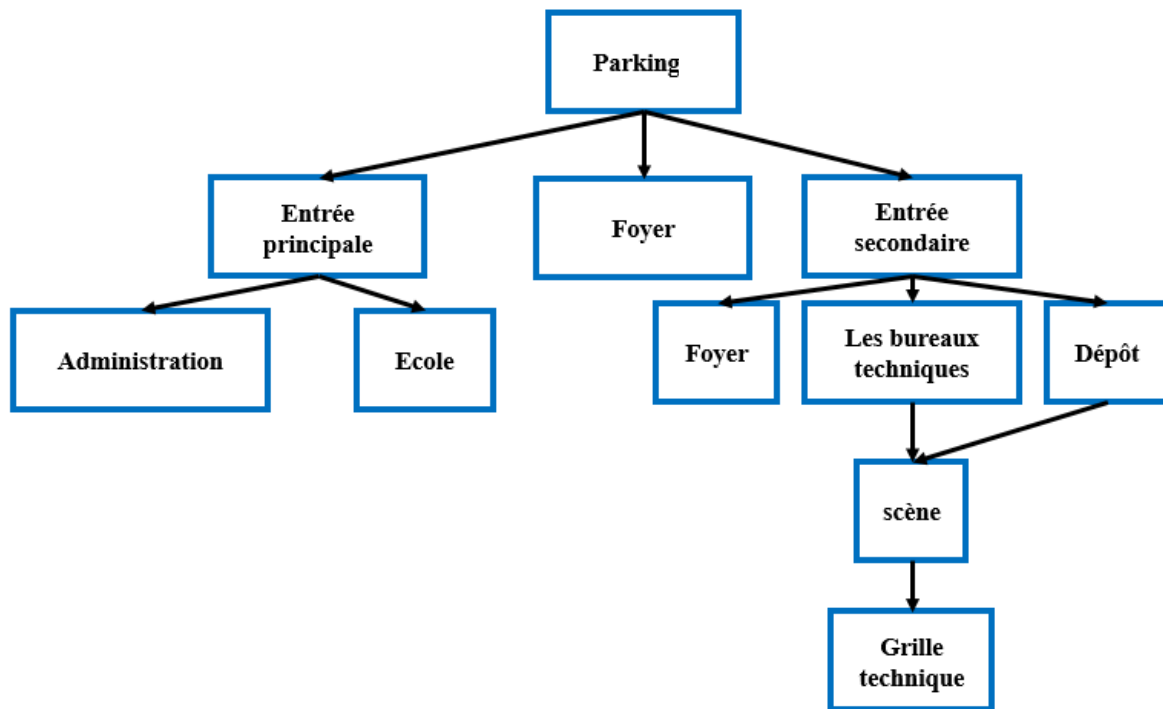 Parking
Entrée
principale
Foyer
Entrée
secondaire
Administration
Ecole
Foyer
Les bureaux
techniques
Dépôt
scène
Grille
technique